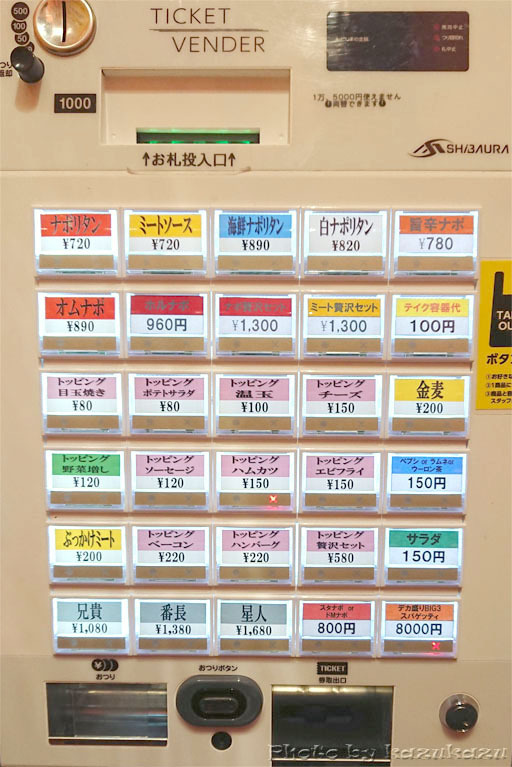 500
100
50
TICKET
VENDER
1000
1万、5000円使えません
両替できます
↑お札投入口↑
SHIBAURA
ナポリタン
¥720
ミートソース
¥720
海鮮ナポリタン
¥890
白ナポリタン
¥820
旨辛ナポ
¥780
オムナポ
¥890
960円
¥1,300
ミート贅沢セット
¥1,300
テイク容器代
100円
トッピング
目玉焼き
¥80
トッピング
ポテトサラダ
¥80
トッピング
温玉
¥100
トッピング
チーズ
¥150
金麦
¥200
トッピング
野菜増し
¥120
トッピング
ソーセージ
¥120
トッピング
ハムカツ
¥150
トッピング
エビフライ
¥150
ペプシ or ラムネor
ウーロン茶
150円
ぶっかけミート
¥200
トッピング
ベーコン
¥220
トッピング
ハンバーグ
¥220
トッピング
贅沢セット
¥580
サラダ
150円
兄貴
¥1,080
番長
¥1,380
星人
¥1,680
スタナポ or
ドMナポ
800円
デカ盛りBIG3
スパゲッティ
8000円
おつり
おつりボタン
TICKET
券取出口
TA
OU
ボタ
Photo by kazukazu